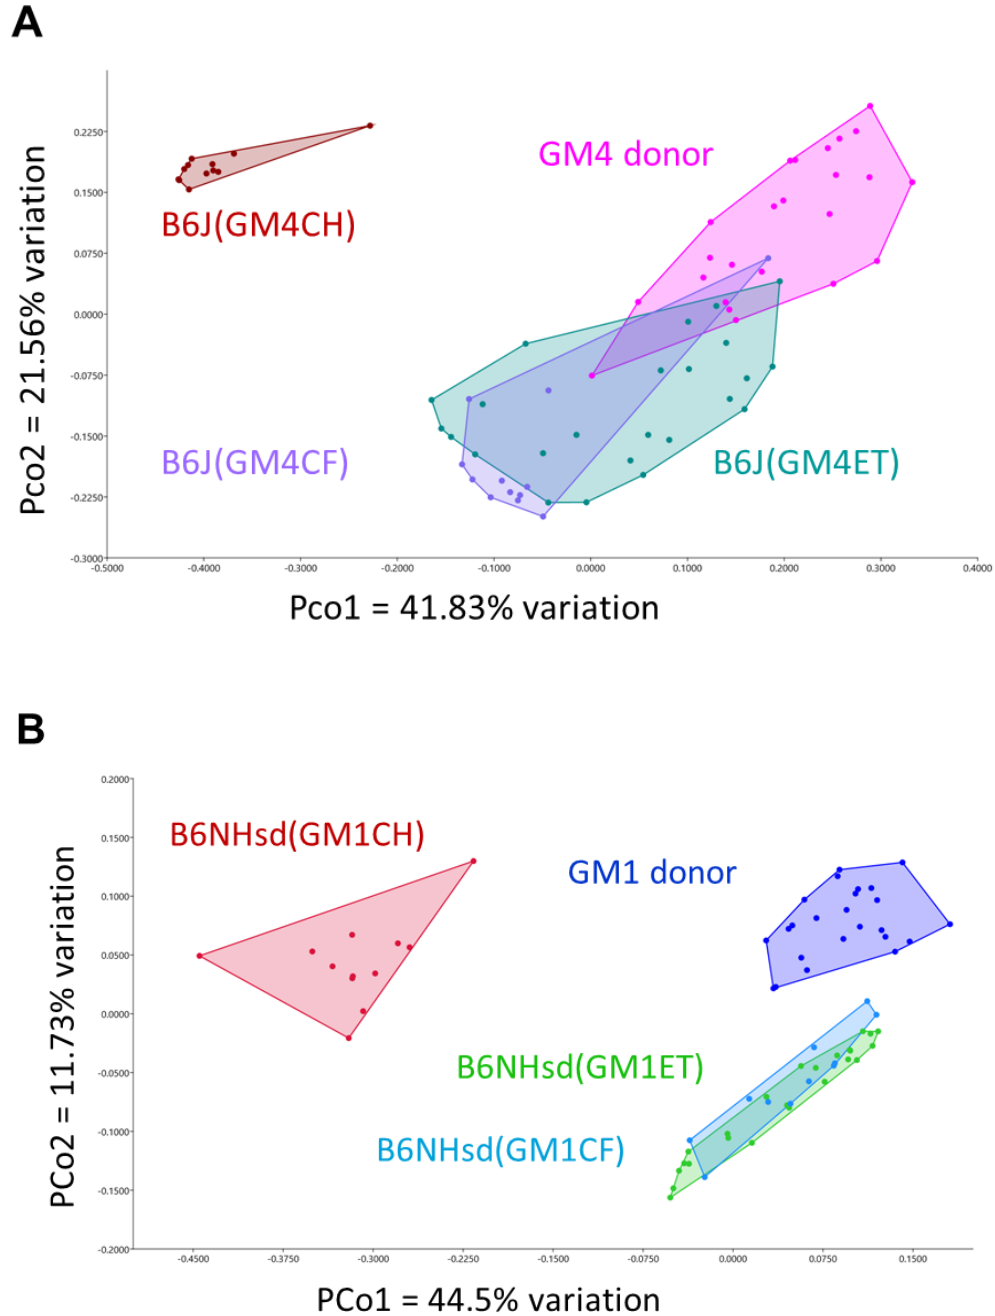 A
0.2250
0.1500
0.0750
0.0000
-0.0750
-0.1500
-0.2250
-0.3000
Pco2 = 21.56% variation
B6J(GM4CH)
GM4 donor
B6J(GM4CF)
B6J(GM4ET)
-0.5000 -0.4000 -0.3000 -0.2000 -0.1000 0.0000 0.1000 0.2000 0.3000 0.4000
Pco1 = 41.83% variation
B
0.2000
0.1500
0.1000
0.0500
0.0000
-0.0500
-0.1000
-0.1500
-0.2000
PCo2 = 11.73% variation
B6NHsd(GM1CH)
GM1 donor
B6NHsd(GM1ET)
B6NHsd(GM1CF)
-0.4500 -0.3750 -0.3000 -0.2250 -0.1500 -0.0750 0.0000 0.0750 0.1500
PCo1 = 44.5% variation